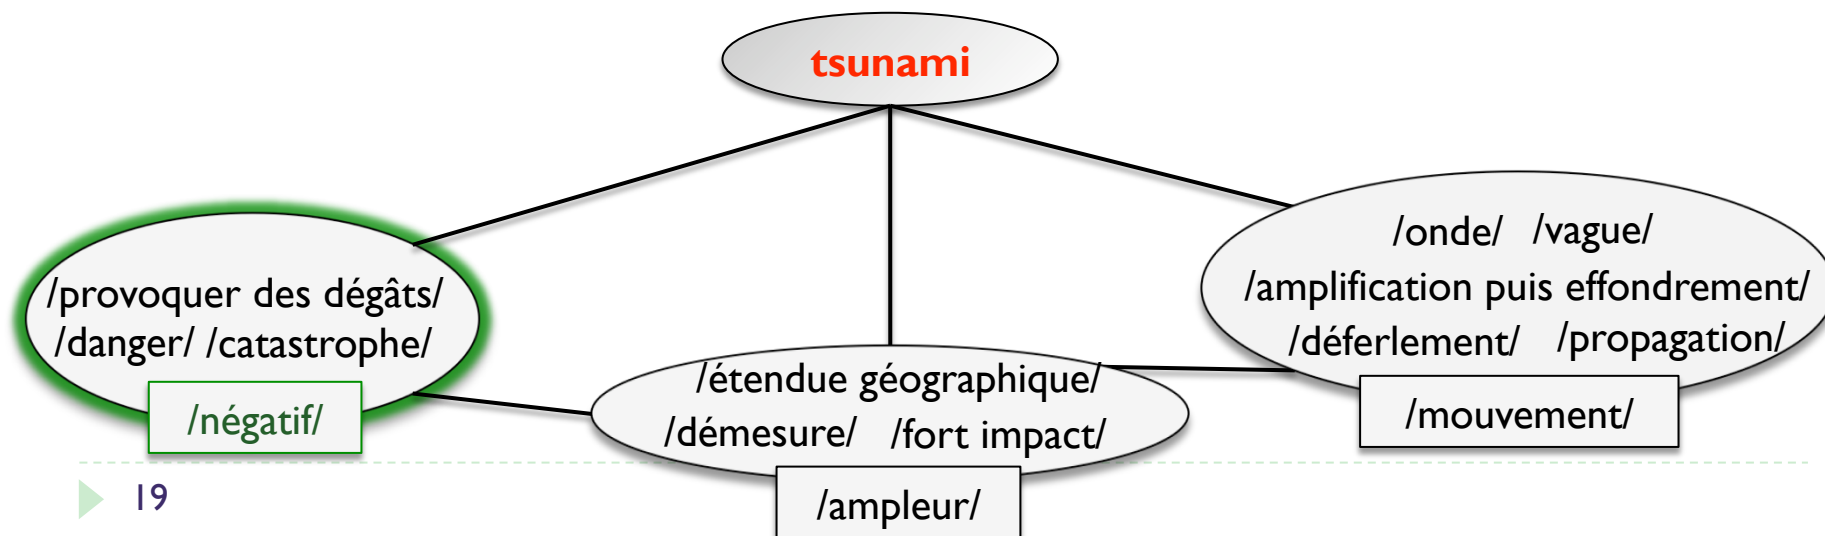 tsunami
/provoquer des dégâts/
/danger/ /catastrophe/
/négatif/
/étendue géographique/
/démesure/ /fort impact/
/ampleur/
/onde/ /vague/
/amplification puis effondrement/
/déferlement/ /propagation/
/mouvement/
19